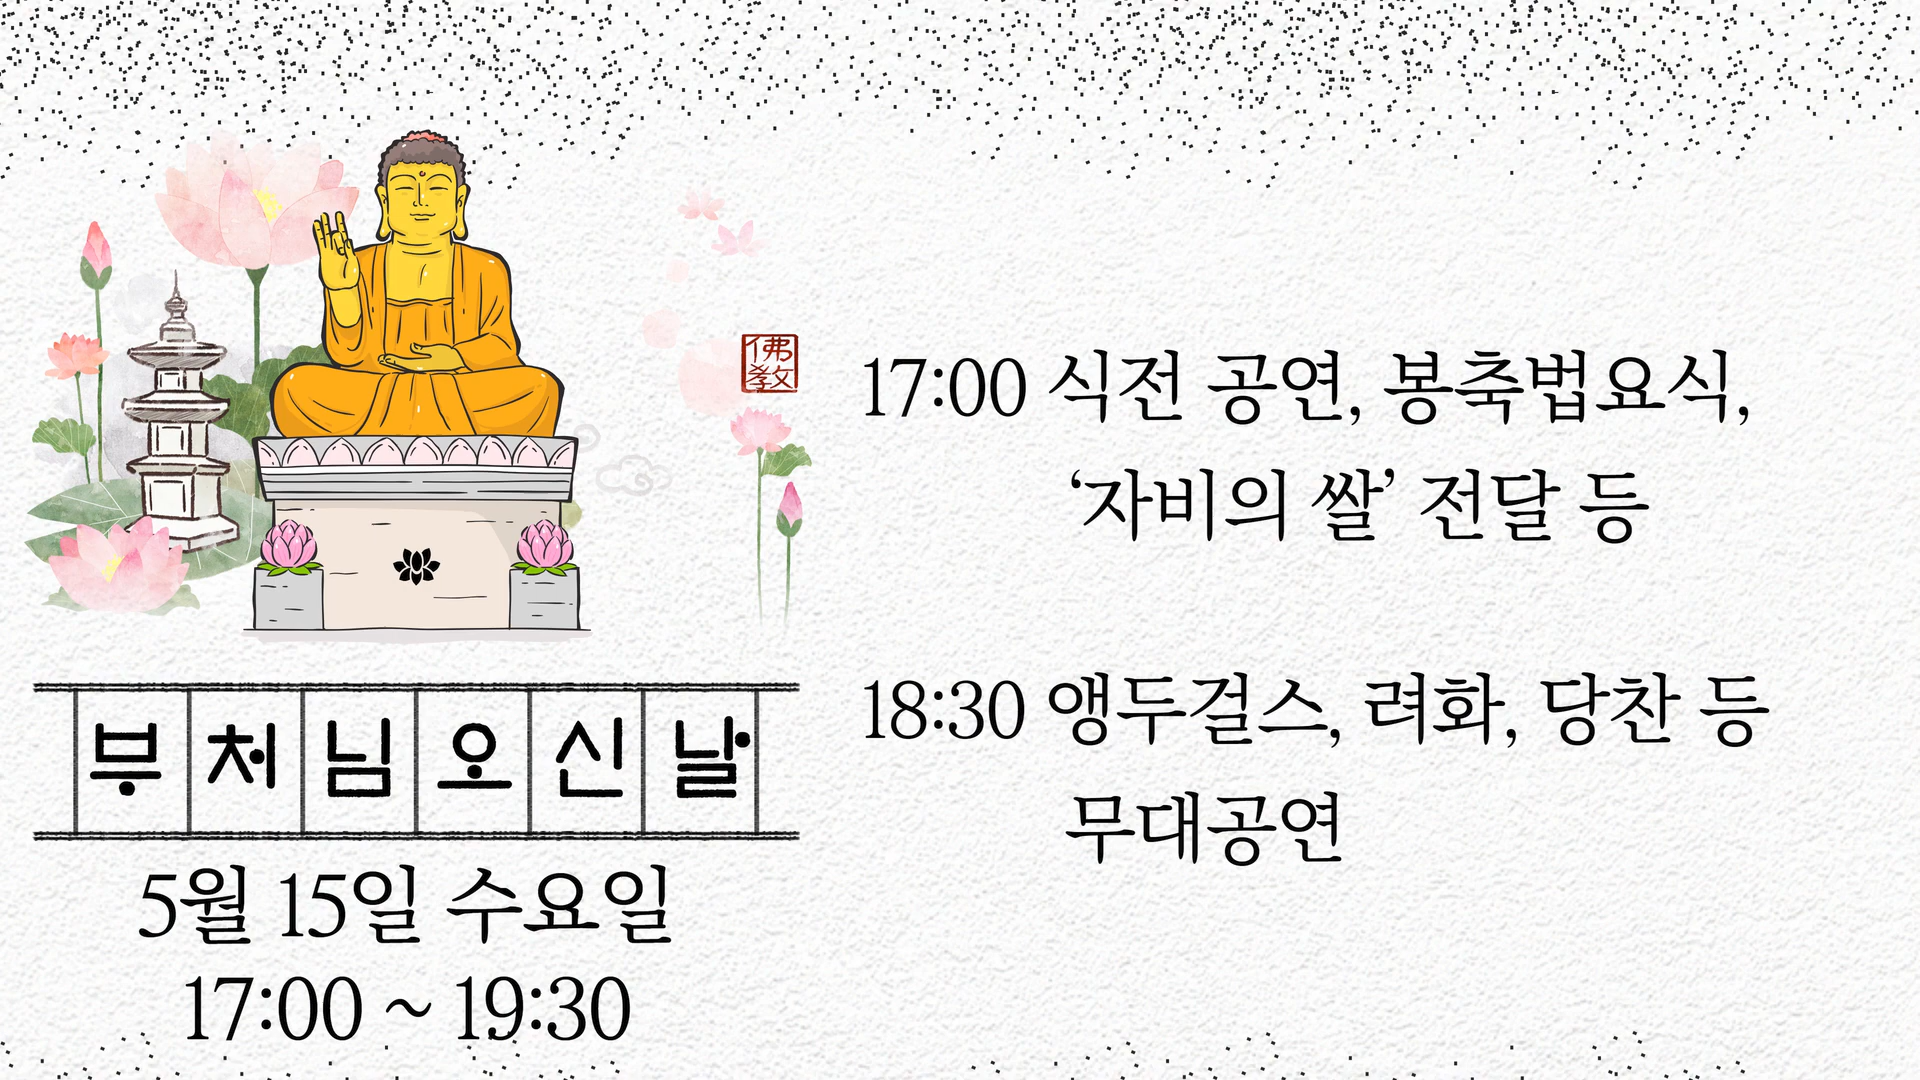 佛
敎
부처님오신날
5월 15일 수요일
17:00 ~ 19:30
17:00 식전 공연, 봉축법요식,
‘자비의 쌀’ 전달 등
18:30 앵두걸스, 려화, 당찬 등
무대공연